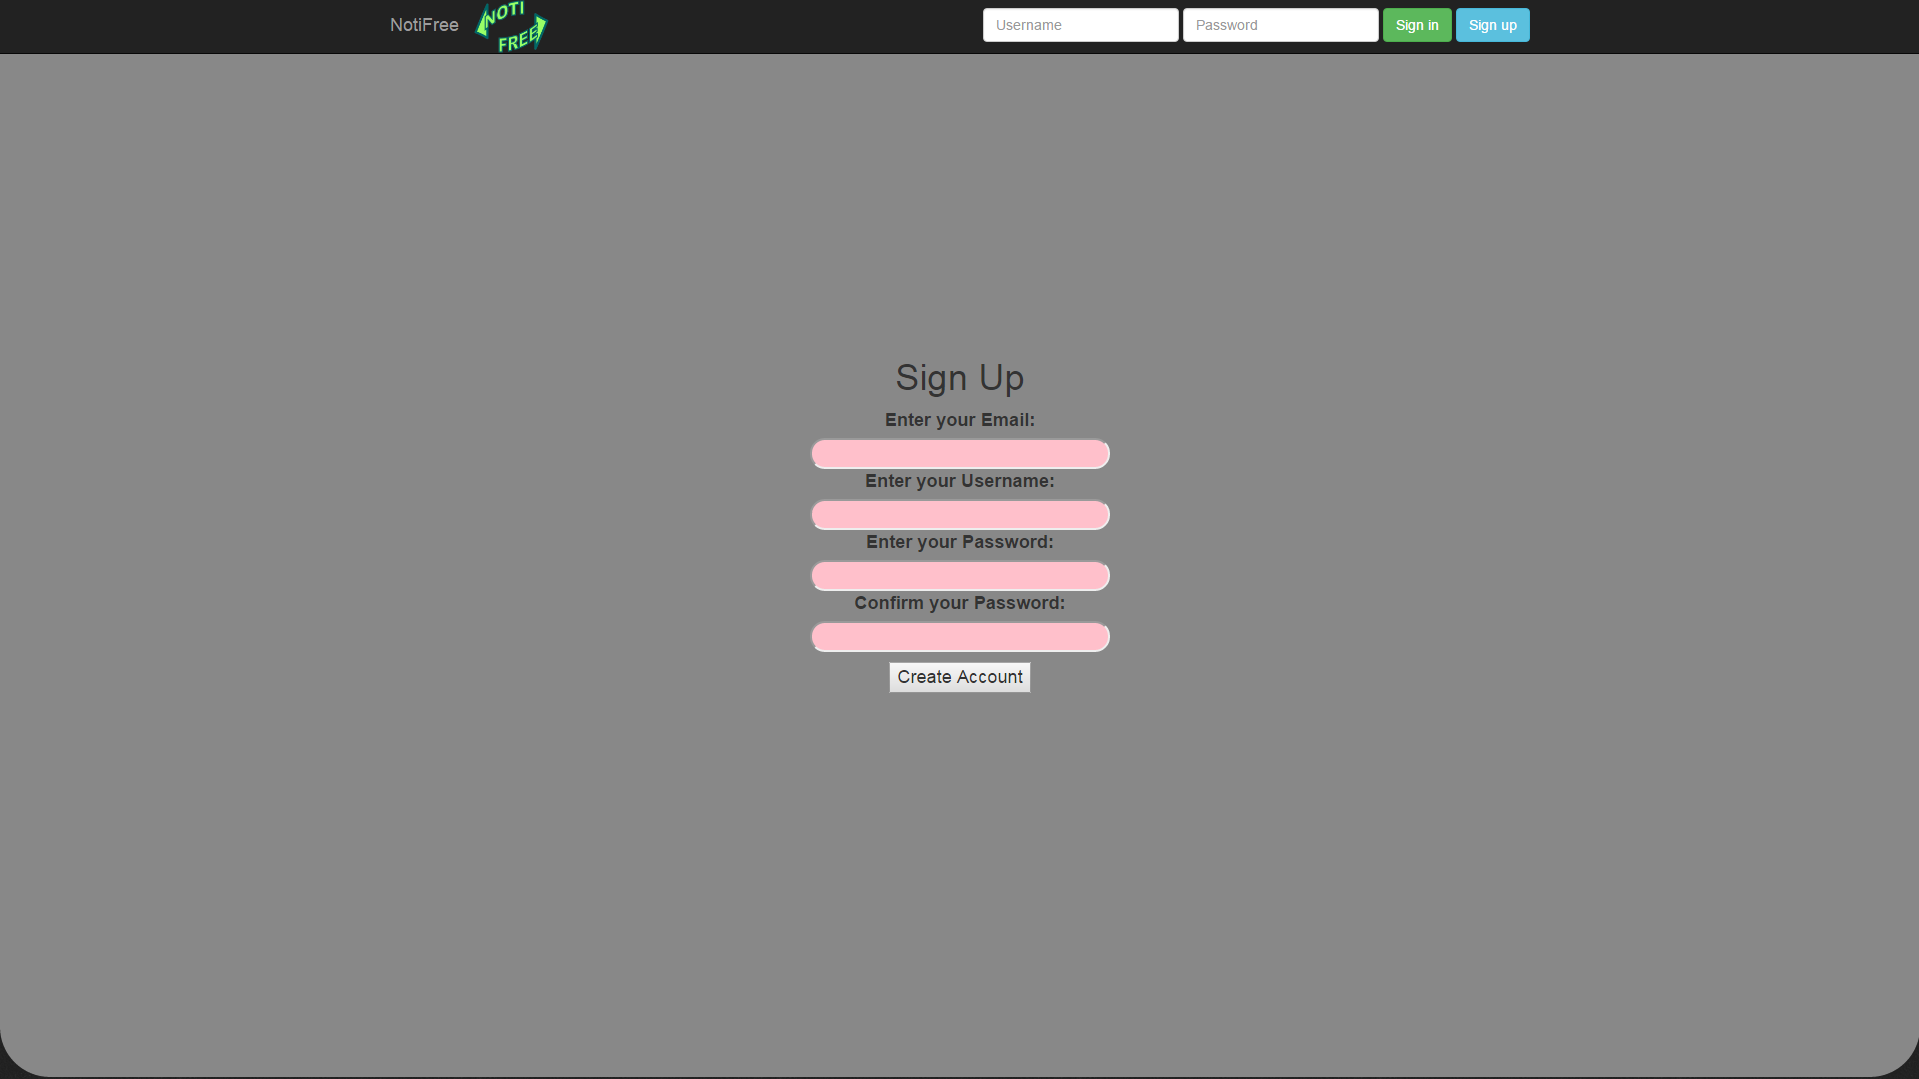 NotiFree
NOTI
FREE
Username
Password
Sign in
Sign up
Sign Up
Enter your Email:
Enter your Username:
Enter your Password:
Confirm your Password:
Create Account